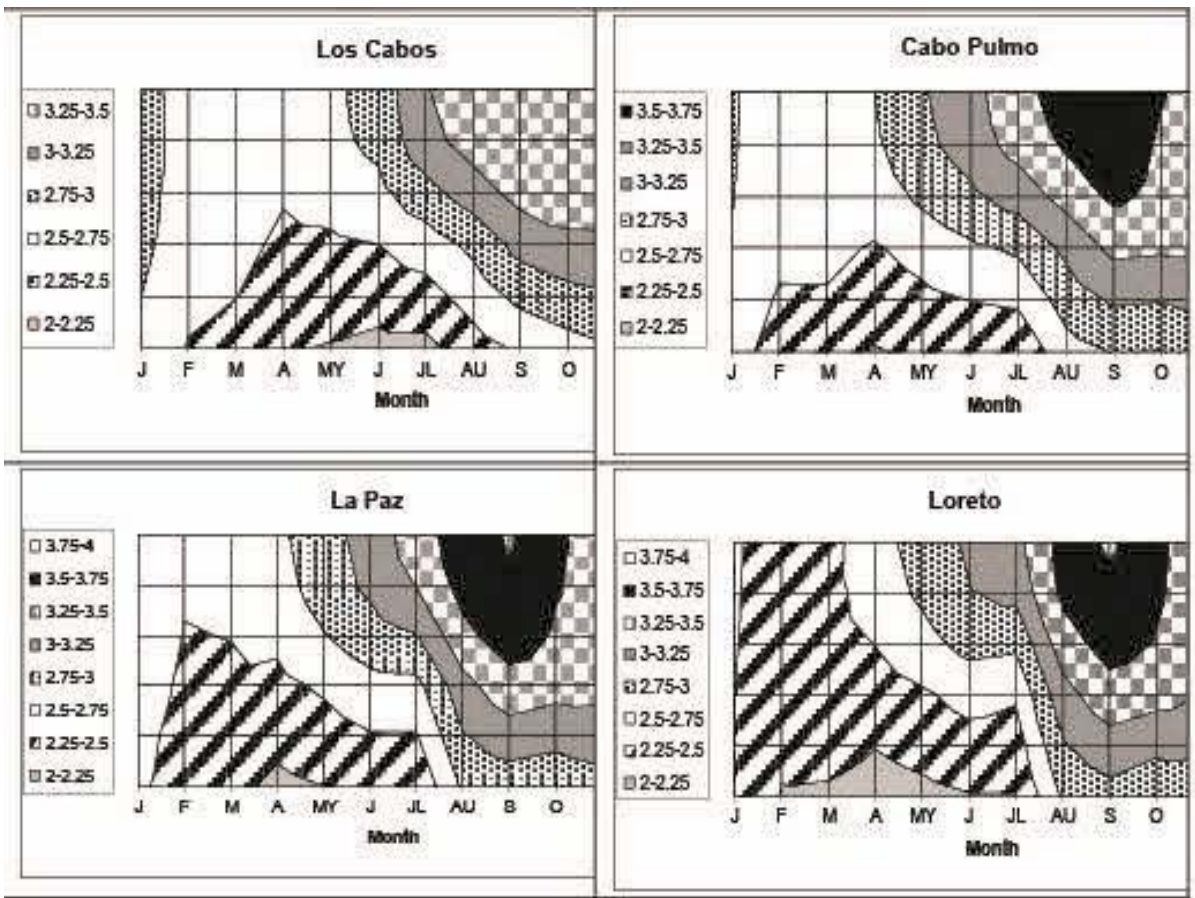 Los Cabos
3.25-3.5
3-3.25
2.75-3
2.5-2.75
2.25-2.5
2-2.25
J F M A MY J JL AU S O
Month
Cabo Pulmo
3.5-3.75
3.25-3.5
3-3.25
2.75-3
2.5-2.75
2.25-2.5
2-2.25
J F M A MY J JL AU S O
Month
La Paz
3.75-4
3.5-3.75
3.25-3.5
3-3.25
2.75-3
2.5-2.75
2.25-2.5
2-2.25
J F M A MY J JL AU S O
Month
Loreto
3.75-4
3.5-3.75
3.25-3.5
3-3.25
2.75-3
2.5-2.75
2.25-2.5
2-2.25
J F M A MY J JL AU S O
Month